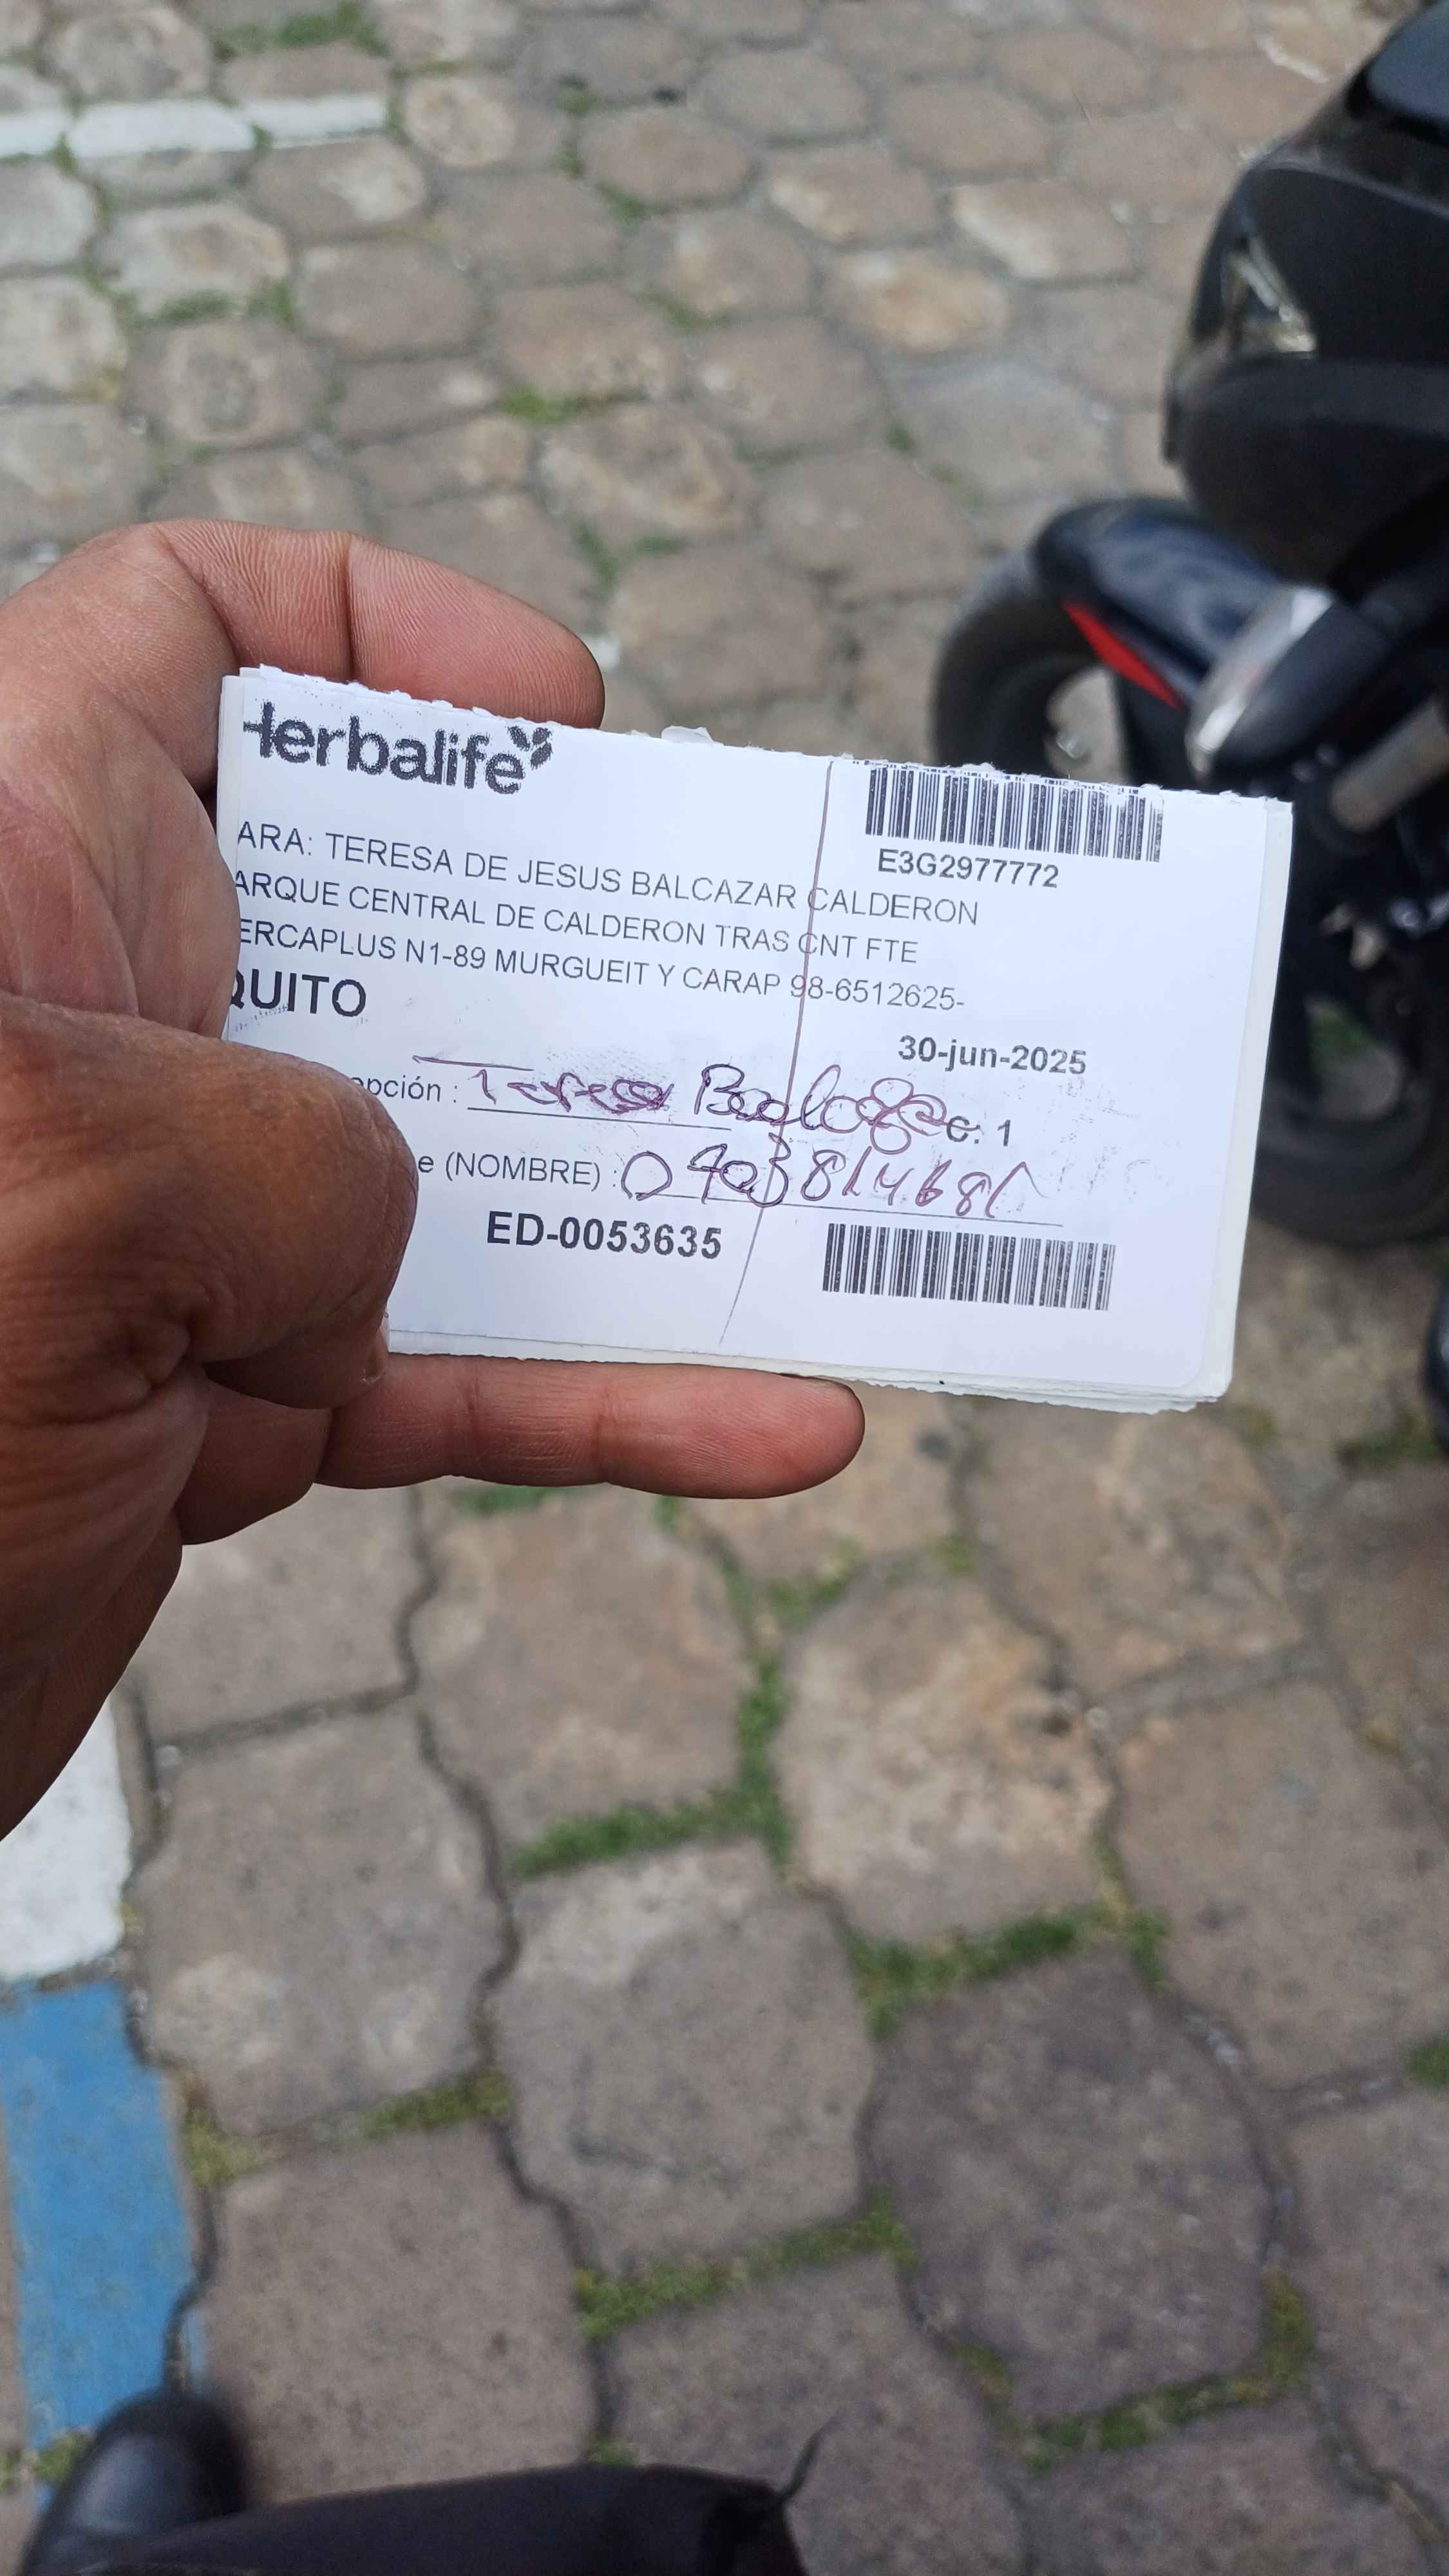 Herbalife
E3G2977772
ARA: TERESA DE JESUS BALCAZAR CALDERON
ARQUE CENTRAL DE CALDERON TRAS CNT FTE
ERCAPLUS N1-89 MURGUEIT Y CARAP 98-6512625-
QUITO
30-jun-2025
pción : Teresa
C: 1
e (NOMBRE) :
ED-0053635